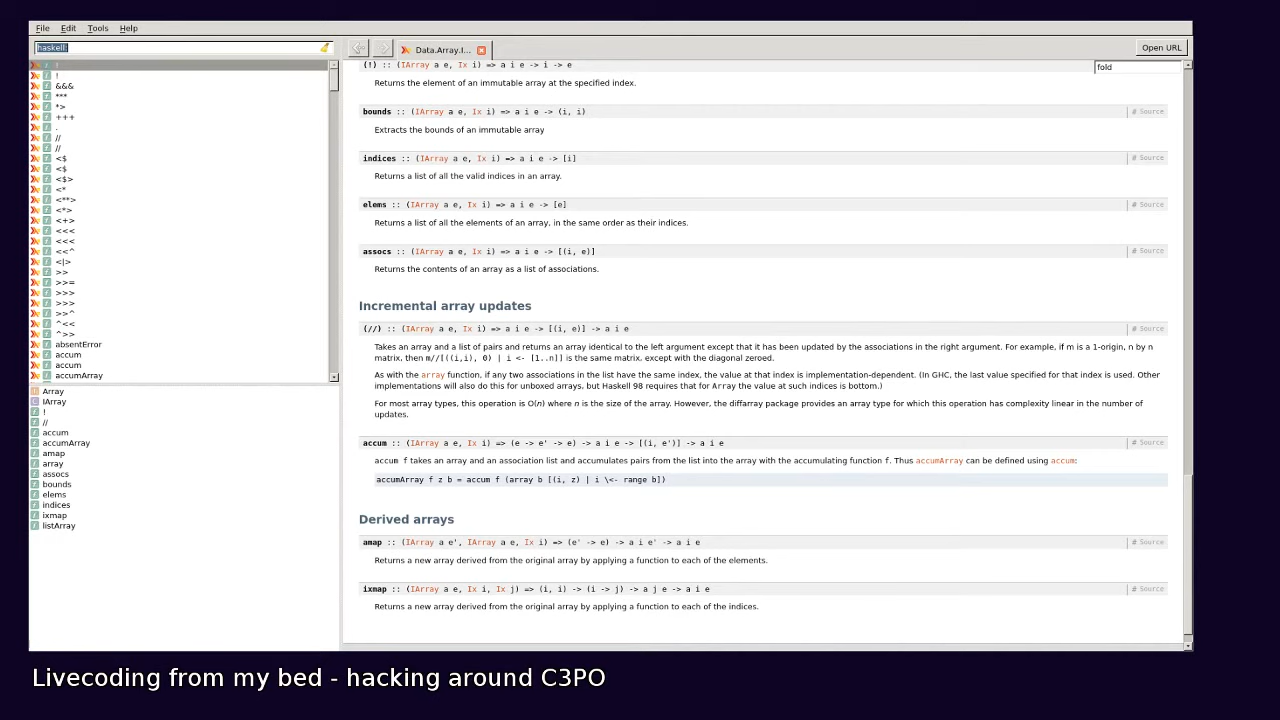 File Edit Tools Help
haskell:
Data.Array.I...
Open URL
fold
!
!
&&&
***
*>
+++
.
//
//
<$
<$
<$>
<*
<**>
<*>
<+>
<<<
<<<
<<^
<|>
>>
>>=
>>>
>>>
>>^
^<<
^>>
absentError
accum
accum
accumArray
Array
IArray
!
//
accum
accumArray
amap
array
assocs
bounds
elems
indices
ixmap
listArray
(!) :: (IArray a e, Ix i) => a i e -> i -> e
Returns the element of an immutable array at the specified index.
bounds :: (IArray a e, Ix i) => a i e -> (i, i) # Source
Extracts the bounds of an immutable array
indices :: (IArray a e, Ix i) => a i e -> [i] # Source
Returns a list of all the valid indices in an array.
elems :: (IArray a e, Ix i) => a i e -> [e] # Source
Returns a list of all the elements of an array, in the same order as their indices.
assocs :: (IArray a e, Ix i) => a i e -> [(i, e)] # Source
Returns the contents of an array as a list of associations.
Incremental array updates
(//) :: (IArray a e, Ix i) => a i e -> [(i, e)] -> a i e # Source
Takes an array and a list of pairs and returns an array identical to the left argument except that it has been updated by the associations in the right argument. For example, if m is a 1-origin, n by n
matrix, then m//[((i,i), 0) | i <- [1..n]] is the same matrix, except with the diagonal zeroed.
As with the array function, if any two associations in the list have the same index, the value at that index is implementation-dependent. (In GHC, the last value specified for that index is used. Other
implementations will also do this for unboxed arrays, but Haskell 98 requires that for Array the value at such indices is bottom.)
For most array types, this operation is O(n) where n is the size of the array. However, the diffarray package provides an array type for which this operation has complexity linear in the number of
updates.
accum :: (IArray a e, Ix i) => (e -> e' -> e) -> a i e -> [(i, e')] -> a i e # Source
accum f takes an array and an association list and accumulates pairs from the list into the array with the accumulating function f. Thus accumArray can be defined using accum:
accumArray f z b = accum f (array b [(i, z) | i \<- range b])
Derived arrays
amap :: (IArray a e', IArray a e, Ix i) => (e' -> e) -> a i e' -> a i e # Source
Returns a new array derived from the original array by applying a function to each of the elements.
ixmap :: (IArray a e, Ix i, Ix j) => (i, i) -> (i -> j) -> a j e -> a i e # Source
Returns a new array derived from the original array by applying a function to each of the indices.
Livecoding from my bed - hacking around C3PO